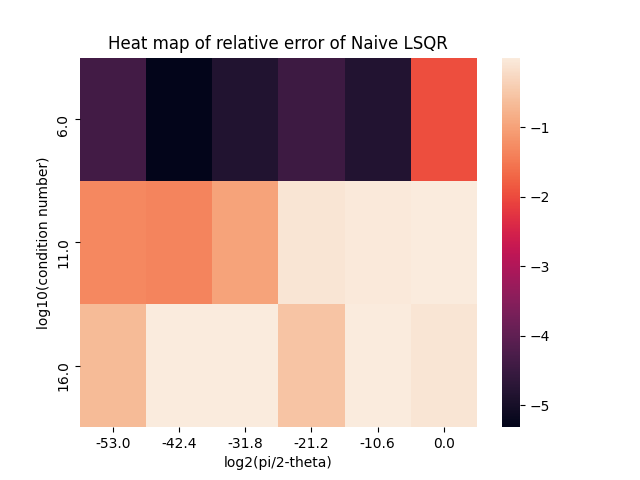 Heat map of relative error of Naive LSQR
log10(condition number)
6.0
11.0
16.0
-53.0 -42.4 -31.8 -21.2 -10.6 0.0
log2(pi/2-theta)
−1
−2
−3
−4
−5